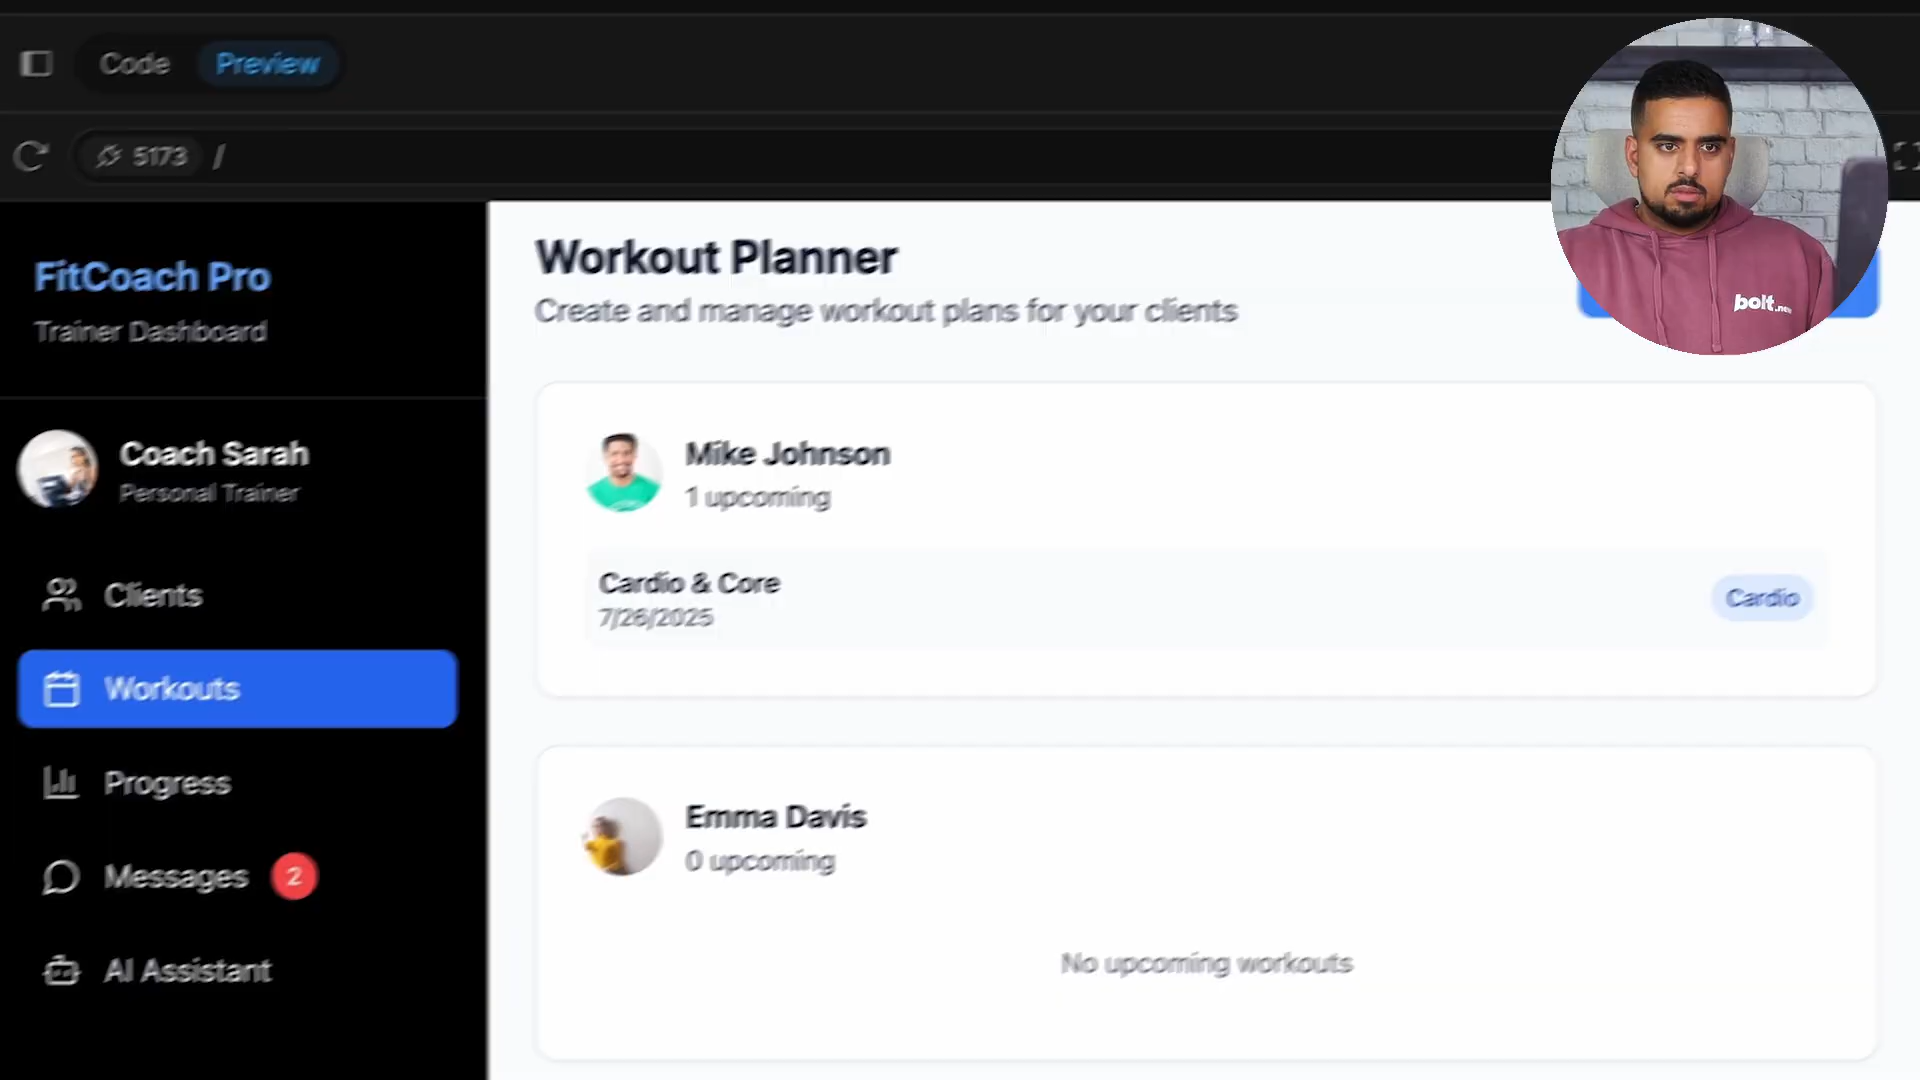 Code
Preview
5173 /
FitCoach Pro
Trainer Dashboard
Coach Sarah
Personal Trainer
Clients
Workouts
Progress
Messages 2
AI Assistant
Workout Planner
Create and manage workout plans for your clients
Mike Johnson
1 upcoming
Cardio & Core
7/26/2025
Cardio
Emma Davis
0 upcoming
No upcoming workouts
bolt.new